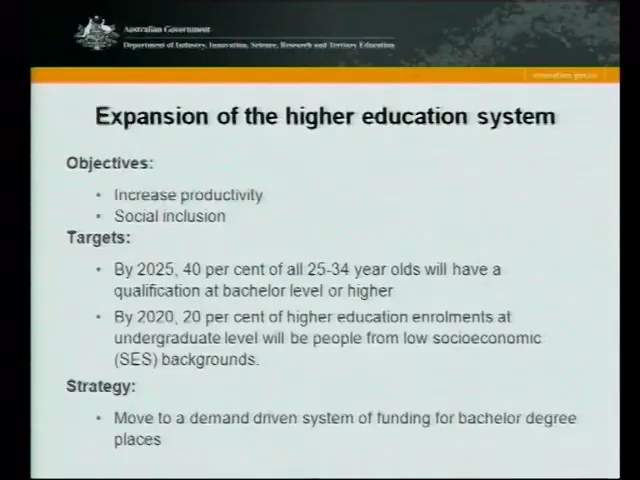 Australian Government
Department of Industry, Innovation, Science, Research and Tertiary Education
Expansion of the higher education system
Objectives:
• Increase productivity
• Social inclusion
Targets:
• By 2025, 40 per cent of all 25-34 year olds will have a
qualification at bachelor level or higher
• By 2020, 20 per cent of higher education enrolments at
undergraduate level will be people from low socioeconomic
(SES) backgrounds.
Strategy:
• Move to a demand driven system of funding for bachelor degree
places